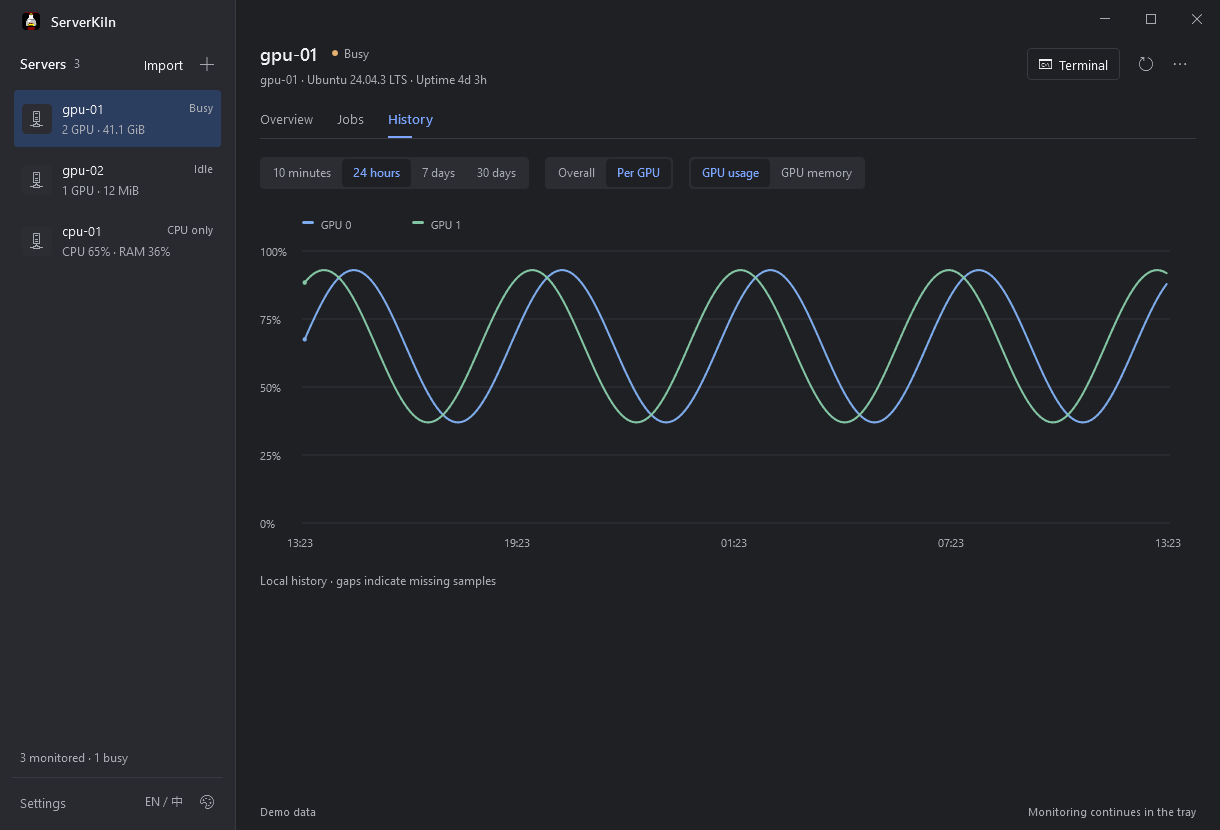 ServerKiln
Servers 3
Import
gpu-01
Busy
2 GPU · 41.1 GiB
gpu-02
Idle
1 GPU · 12 MiB
cpu-01
CPU only
CPU 65% · RAM 36%
3 monitored · 1 busy
Settings
EN / 中
gpu-01
Busy
gpu-01 · Ubuntu 24.04.3 LTS · Uptime 4d 3h
Terminal
Overview
Jobs
History
10 minutes
24 hours
7 days
30 days
Overall
Per GPU
GPU usage
GPU memory
GPU 0
GPU 1
100%
75%
50%
25%
0%
13:23
19:23
01:23
07:23
13:23
Local history · gaps indicate missing samples
Demo data
Monitoring continues in the tray